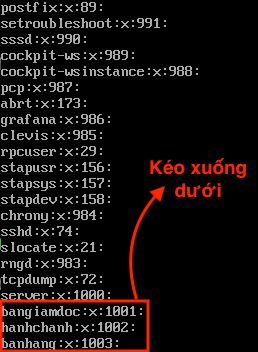 postfix:x:89:
setroubleshoot:x:991:
sssd:x:990:
cockpit-ws:x:989:
cockpit-wsinstance:x:988:
pcp:x:987:
abrt:x:173:
grafana:x:986:
clevis:x:985:
rpcuser:x:29:
stapusr:x:156:
stapsys:x:157:
stapdev:x:158:
chrony:x:984:
sshd:x:74:
slocate:x:21:
rngd:x:983:
tcpdump:x:72:
server:x:1000:
bangiamdoc:x:1001:
hanhchanh:x:1002:
banhang:x:1003:
Kéo xuống
dưới